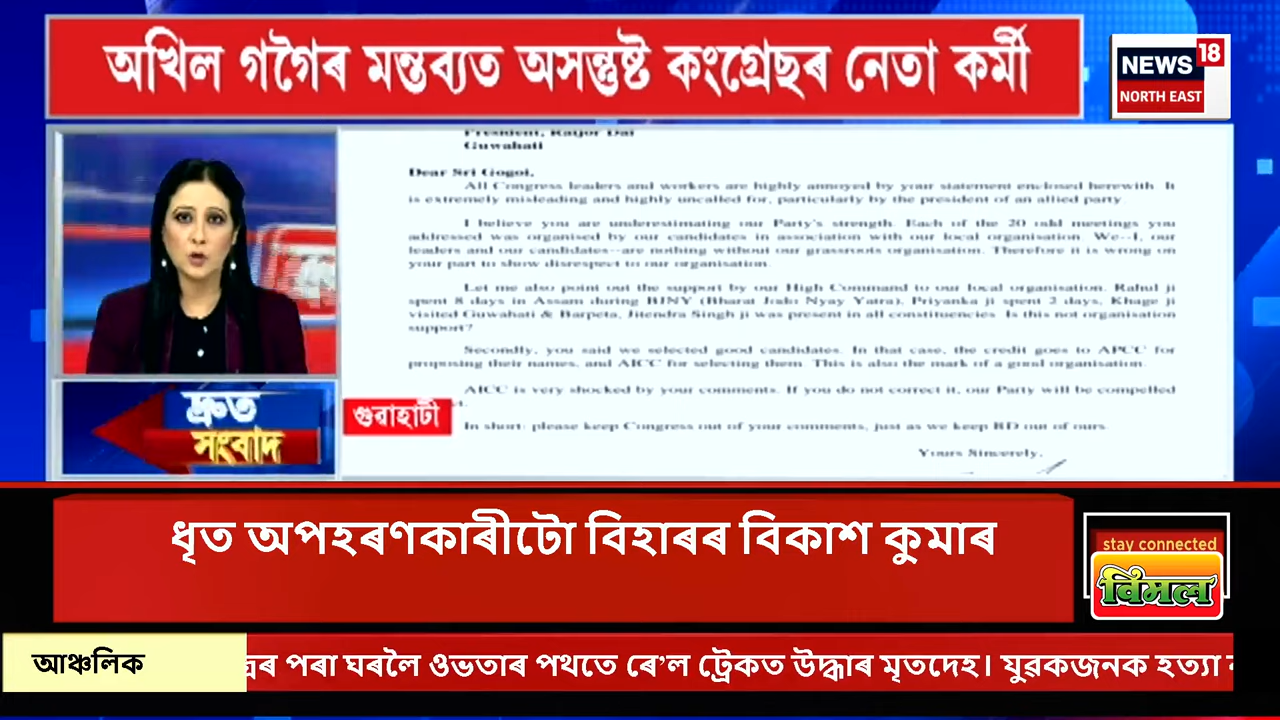 অখিল গগৈৰ মন্তব্যত অসন্তুষ্ট কংগ্ৰেছৰ নেতা কৰ্মী
NEWS 18
NORTH EAST
President, Raijor Dal
Guwahati
Dear Sri Gogoi,
All Congress leaders and workers are highly annoyed by your statement enclosed herewith. It
is extremely misleading and highly uncalled for, particularly by the president of an allied party
I believe you are underestimating our Party's strength. Each of the 20 odd meetings you
addressed was organised by our candidates in association with our local organisation. We--I, our
leaders and our candidates--are nothing without our grassroots organisation. Therefore it is wrong on
your part to show disrespect to our organisation.
Let me also point out the support by our High Command to our local organisation. Rahul ji
spent 8 days in Assam during BJNY (Bharat Jodo Nyay Yatra), Priyanka ji spent 2 days, Khage ji
visited Guwahati & Barpeta, Jitendra Singh ji was present in all constituencies. Is this not organisation
support?
Secondly, you said we selected good candidates. In that case, the credit goes to APCC for
proposing their names, and AICC for selecting them. This is also the mark of a good organisation.
AICC is very shocked by your comments. If you do not correct it, our Party will be compelled
In short: please keep Congress out of your comments, just as we keep RD out of ours.
Yours Sincerely,
দ্ৰুত
সংবাদ
গুৱাহাটী
ধৃত অপহৰণকাৰীটো বিহাৰৰ বিকাশ কুমাৰ
stay connected
বিমল
আঞ্চলিক
ৰ পৰা ঘৰলৈ ওভতাৰ পথতে ৰে'ল ট্ৰেকত উদ্ধাৰ মৃতদেহ। যুৱকজনক হত্যা